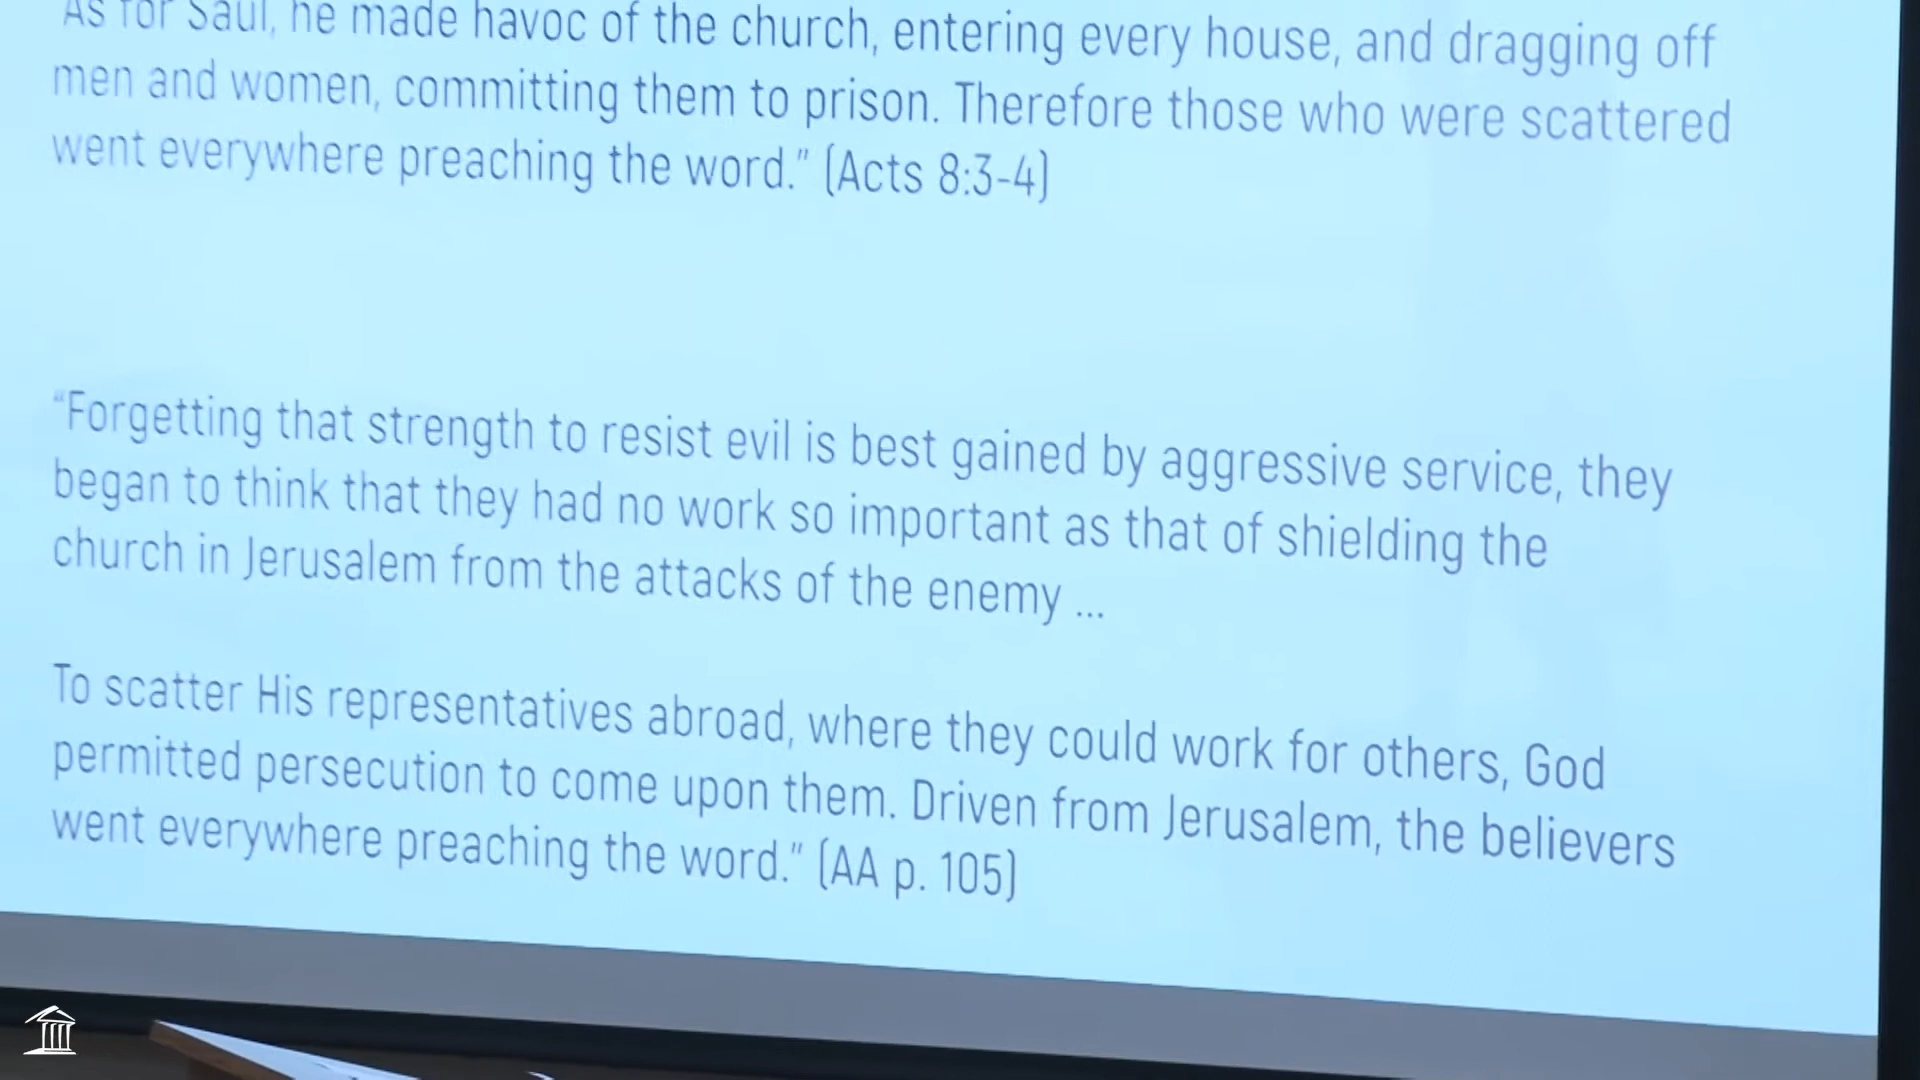 As for Saul, he made havoc of the church, entering every house, and dragging off
men and women, committing them to prison. Therefore those who were scattered
went everywhere preaching the word.” (Acts 8:3-4)
“Forgetting that strength to resist evil is best gained by aggressive service, they
began to think that they had no work so important as that of shielding the
church in Jerusalem from the attacks of the enemy ...
To scatter His representatives abroad, where they could work for others, God
permitted persecution to come upon them. Driven from Jerusalem, the believers
went everywhere preaching the word.” (AA p. 105)